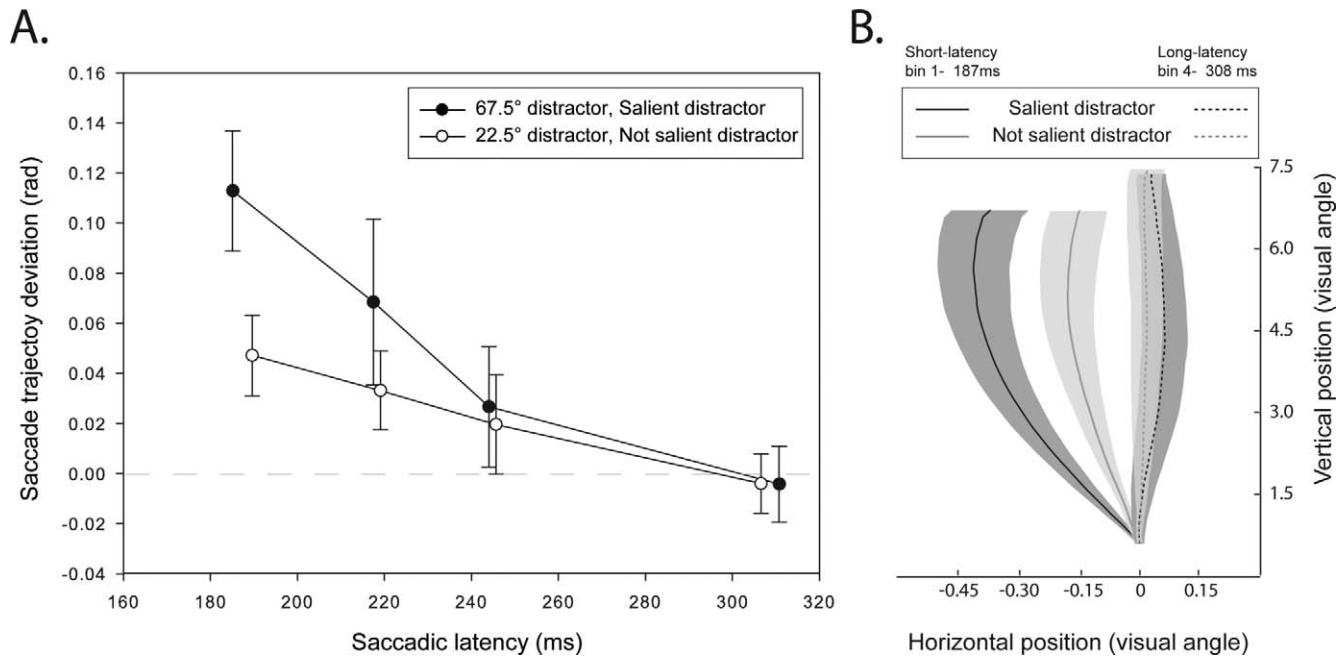 A.
0.16
0.14
0.12
0.10
0.08
0.06
0.04
0.02
0.00
-0.02
-0.04
Saccade trajectoy deviation (rad)
67.5° distractor, Salient distractor
22.5° distractor, Not salient distractor
160 180 200 220 240 260 280 300 320
Saccadic latency (ms)
B.
Short-latency
bin 1- 187ms
Long-latency
bin 4- 308 ms
Salient distractor
Not salient distractor
7.5
6.0
4.5
3.0
1.5
Vertical position (visual angle)
-0.45 -0.30 -0.15 0 0.15
Horizontal position (visual angle)